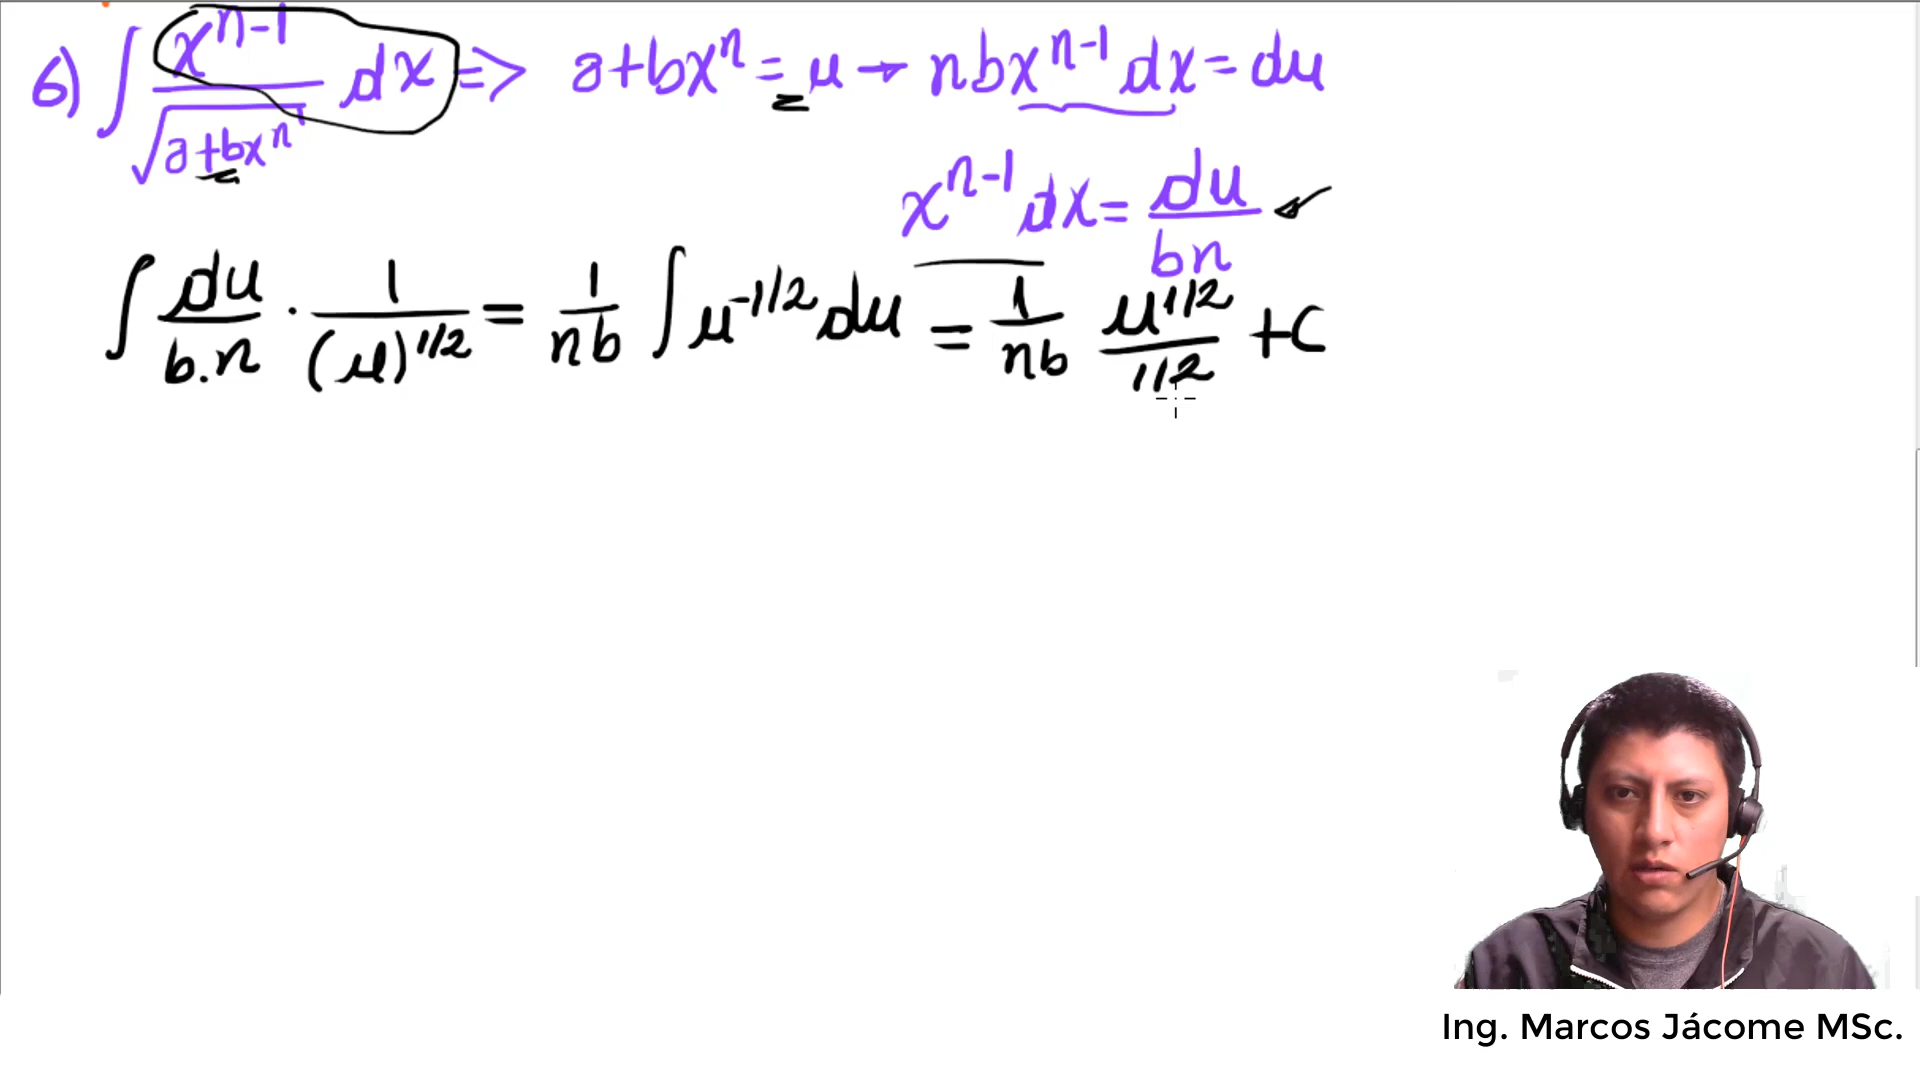 6) ∫ x^{n-1} / √(a+bx^n) dx => a+bx^n = u → nbx^{n-1} dx = du
x^{n-1} dx = du / bn
∫ du / b.n · 1 / (u)^{1/2} = 1 / nb ∫ u^{-1/2} du = 1 / nb u^{1/2} / 1/2 + C
Ing. Marcos Jácome MSc.